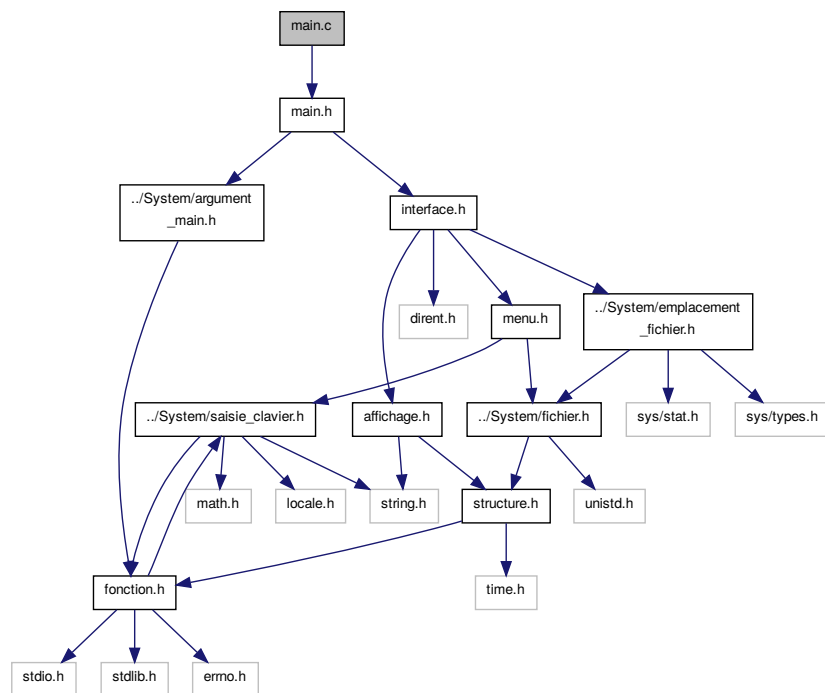 main.c
main.h
../System/argument
_main.h
interface.h
dirent.h
menu.h
../System/emplacement
_fichier.h
../System/saisie_clavier.h
affichage.h
../System/fichier.h
sys/stat.h
sys/types.h
math.h
locale.h
string.h
structure.h
unistd.h
fonction.h
time.h
stdio.h
stdlib.h
errno.h